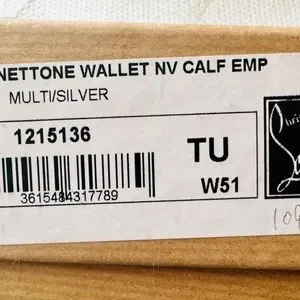 NETTONE WALLET NV CALF EMP
MULTI/SILVER
1215136
TU
W51
3615484317789